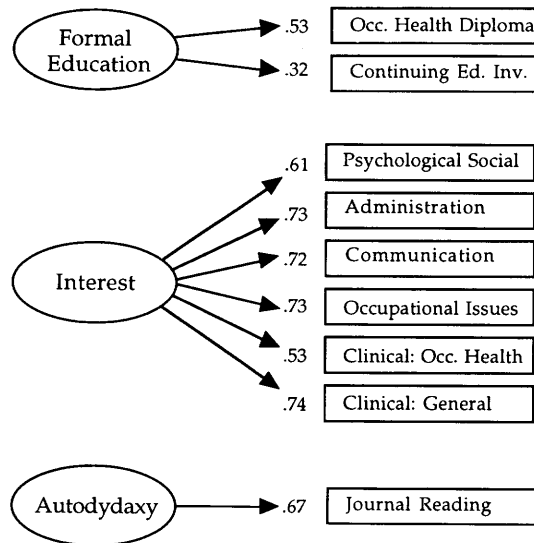 Formal
Education
.53 Occ. Health Diploma
.32 Continuing Ed. Inv.
Interest
.61 Psychological Social
.73 Administration
.72 Communication
.73 Occupational Issues
.53 Clinical: Occ. Health
.74 Clinical: General
Autodydaxy
.67 Journal Reading